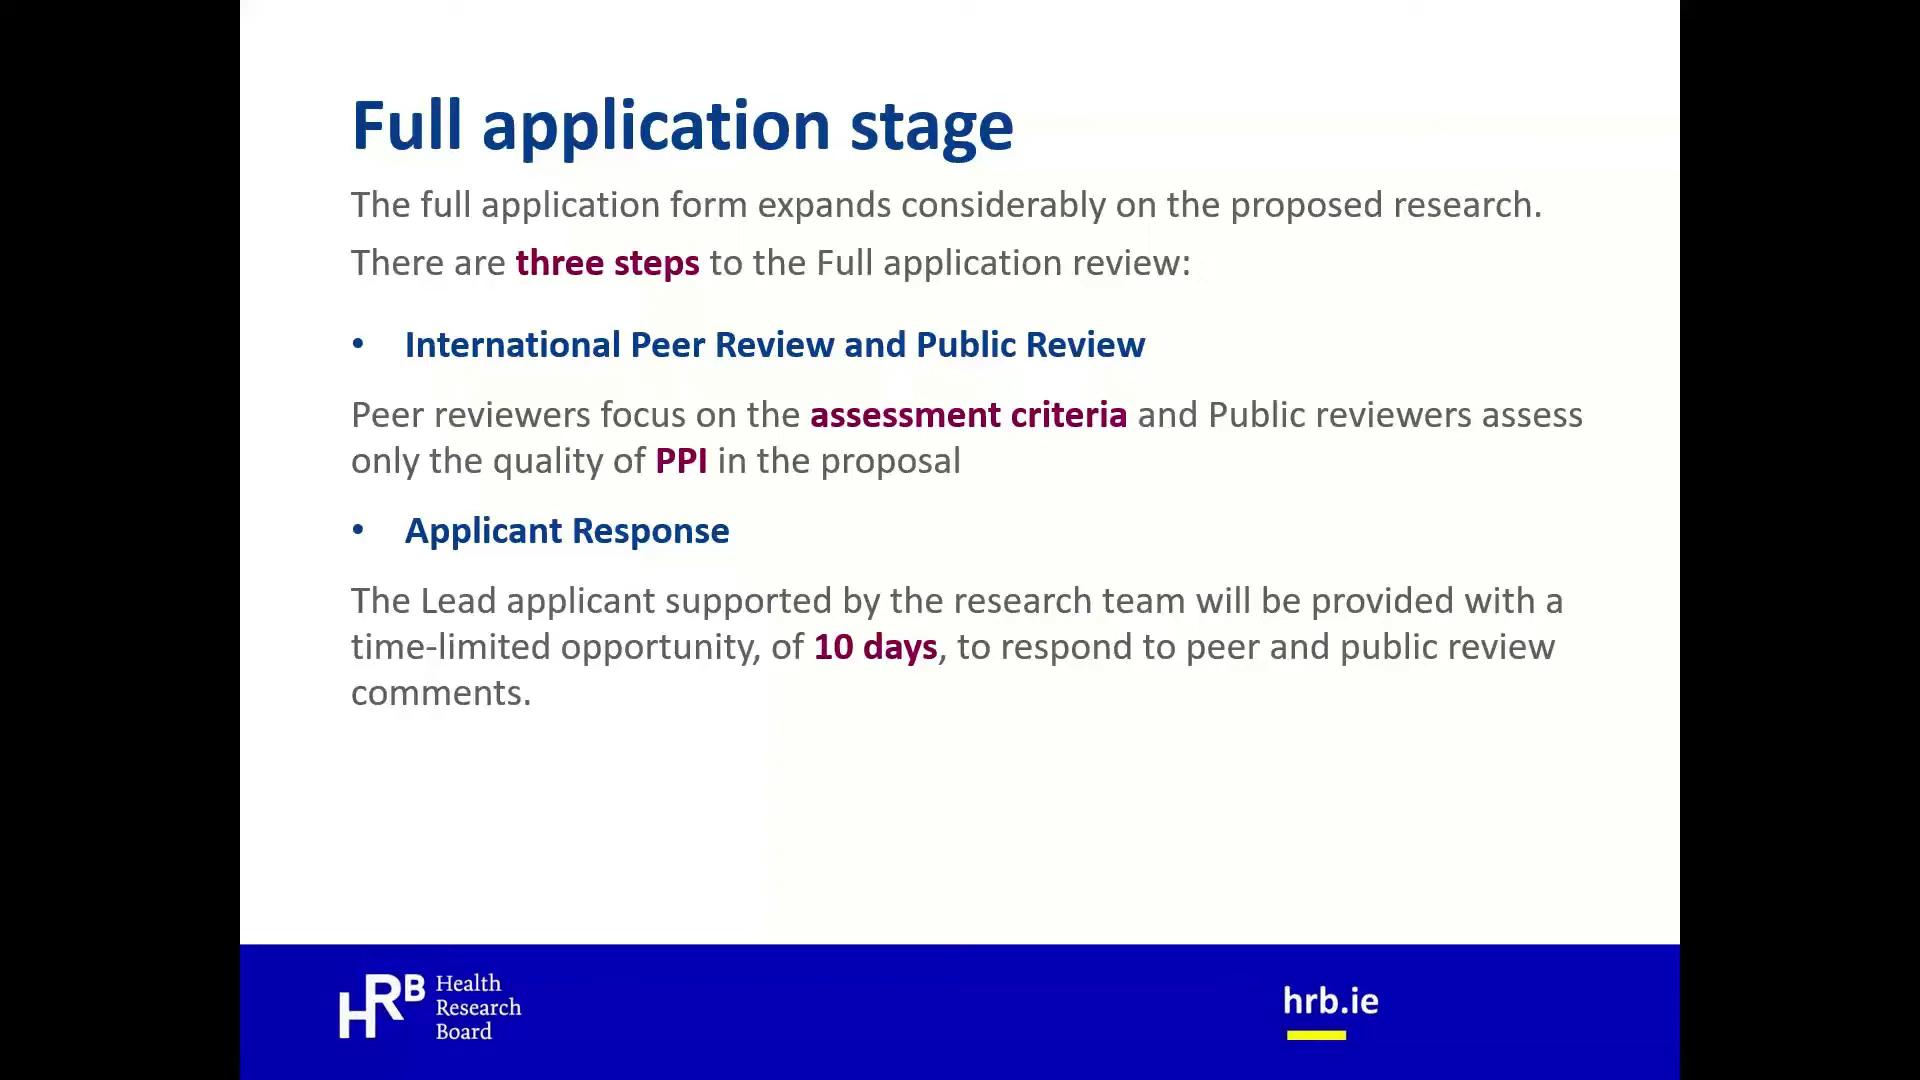 Full application stage
The full application form expands considerably on the proposed research.
There are three steps to the Full application review:
• International Peer Review and Public Review
Peer reviewers focus on the assessment criteria and Public reviewers assess
only the quality of PPI in the proposal
• Applicant Response
The Lead applicant supported by the research team will be provided with a
time-limited opportunity, of 10 days, to respond to peer and public review
comments.
HRB
Health
Research
Board
hrb.ie